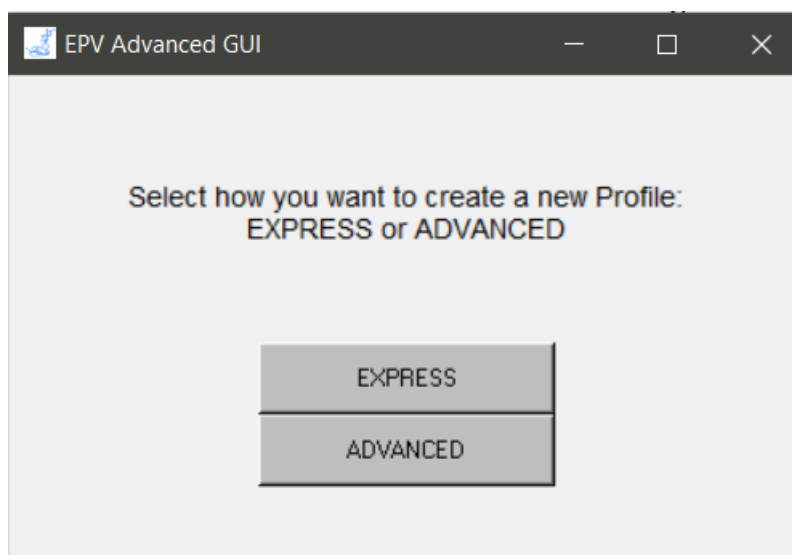 EPV Advanced GUI
Select how you want to create a new Profile:
EXPRESS or ADVANCED
EXPRESS
ADVANCED